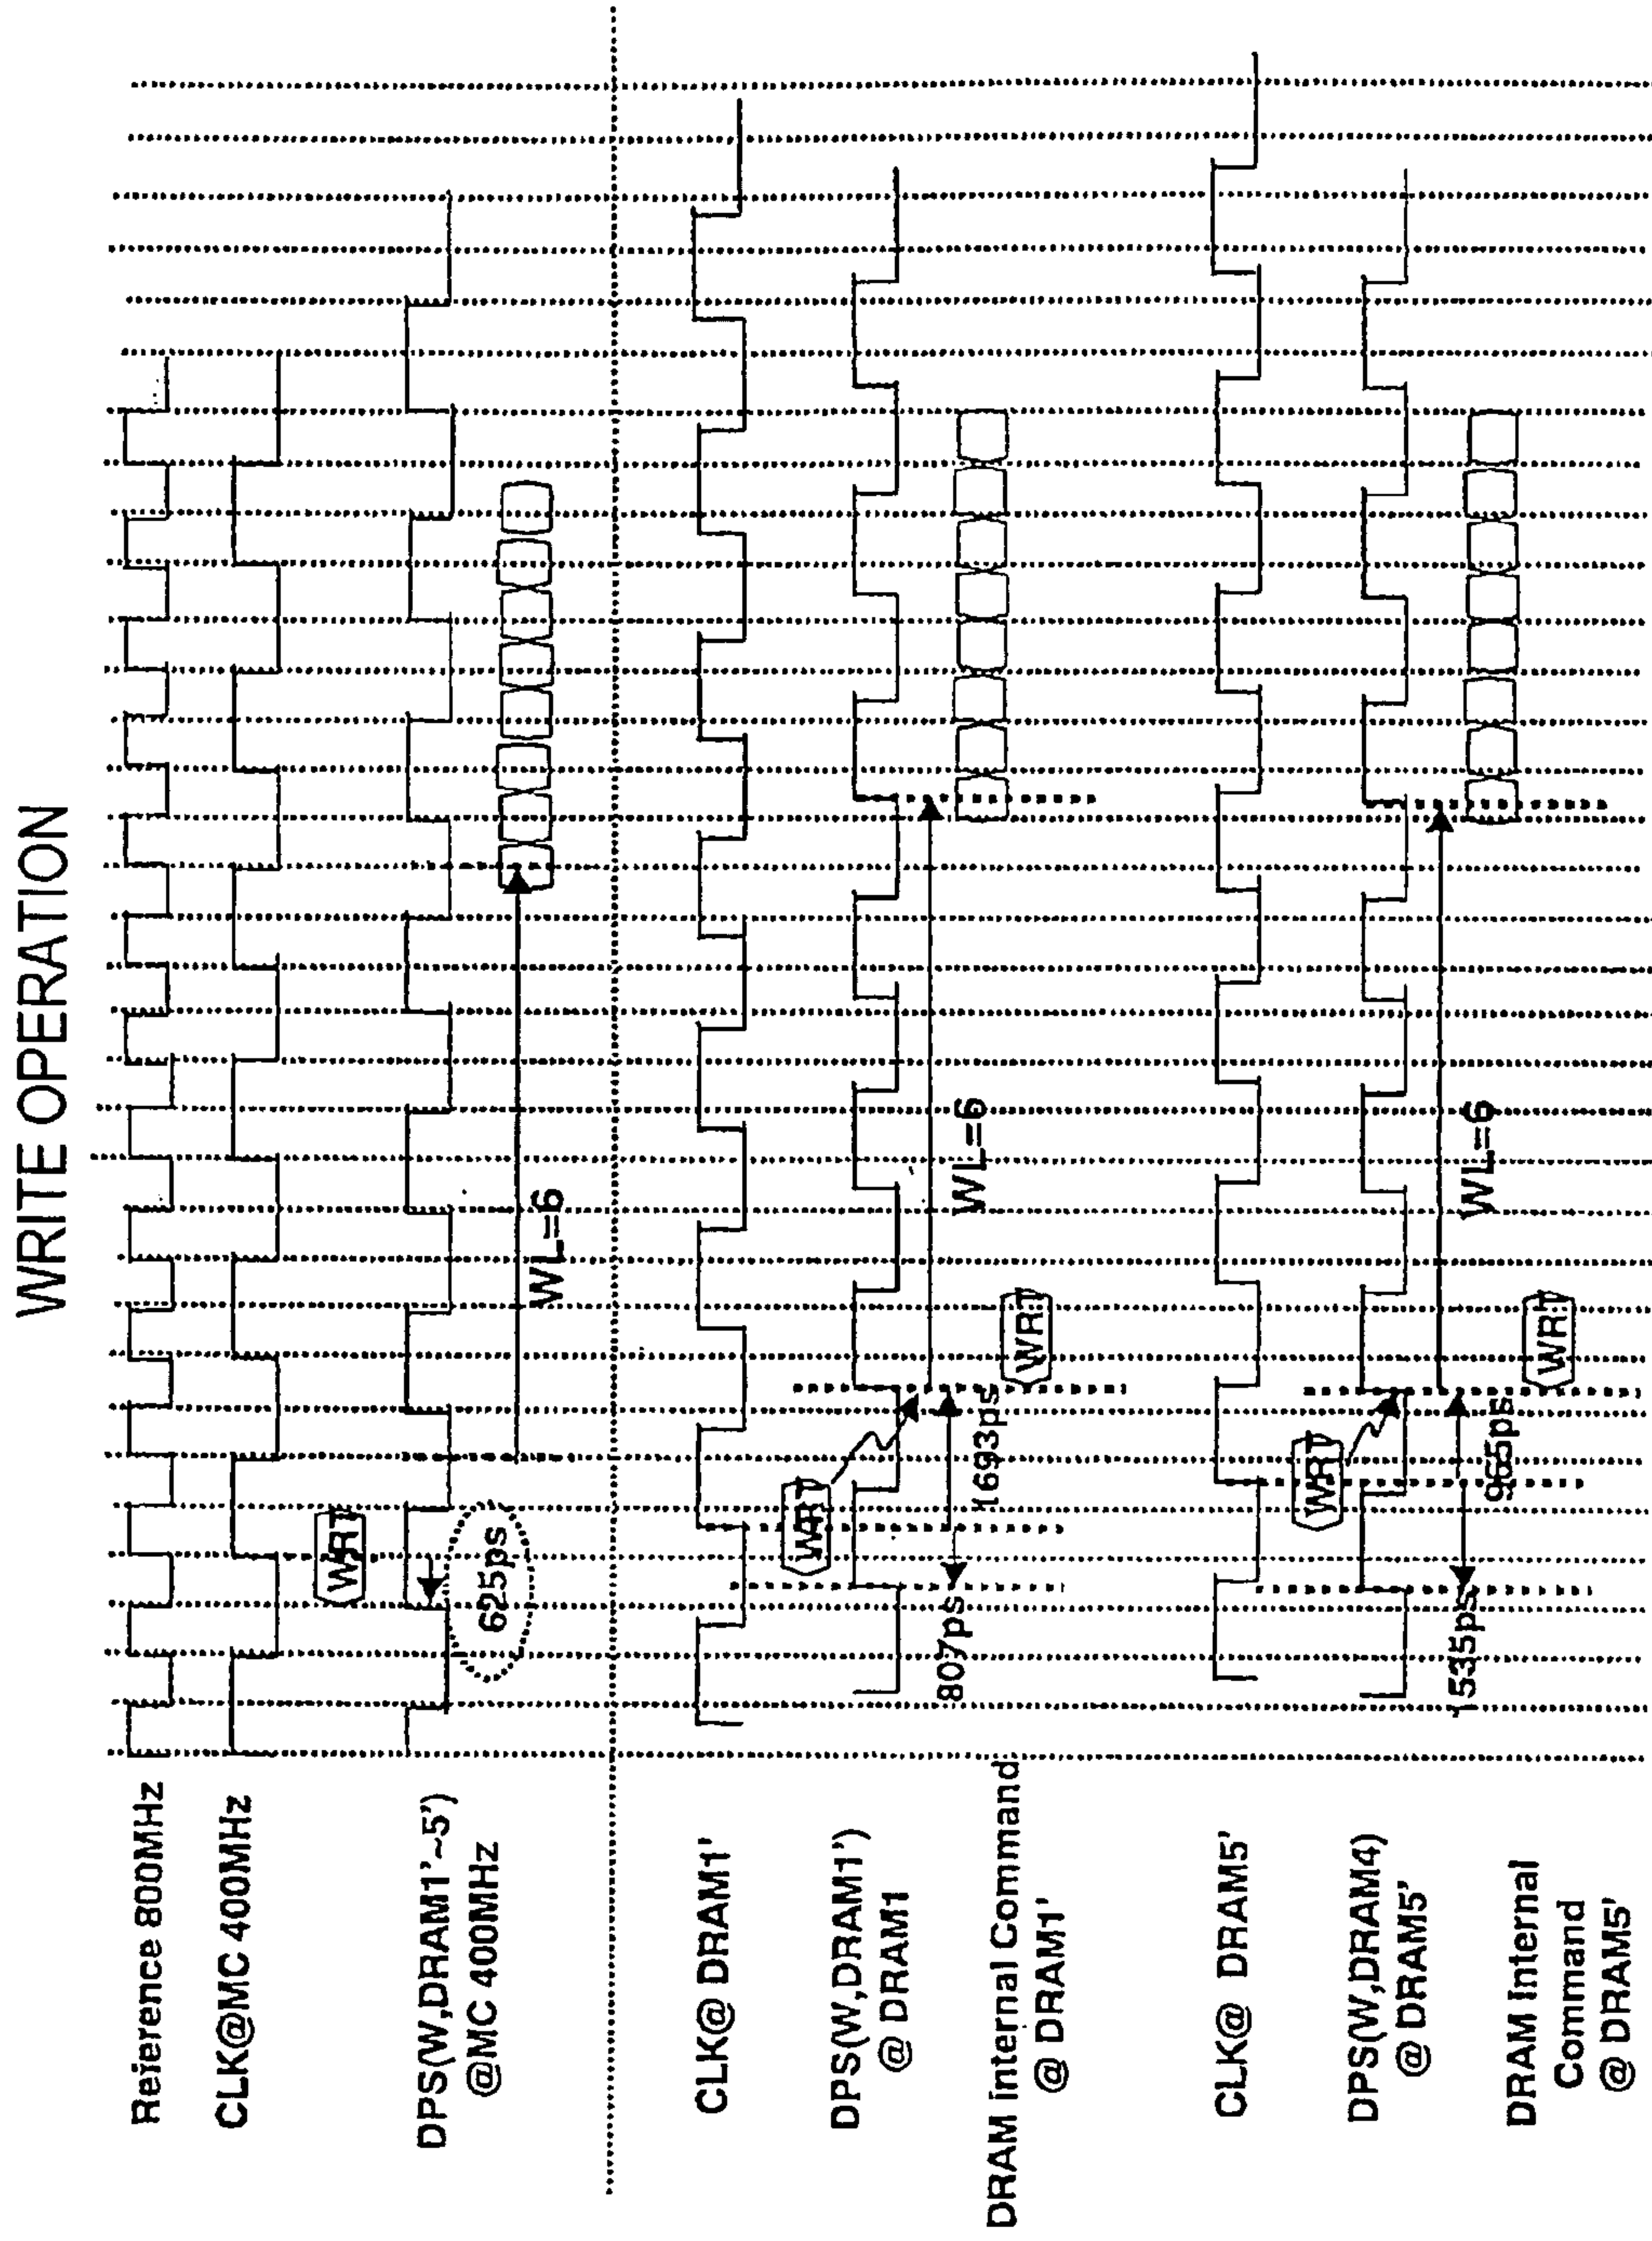 WRITE OPERATION
Reference 800MHz
CLK@MC 400MHz
WRT
DPS(W,DRAM1'~5')
@MC 400MHz
625ps
WL=6
CLK@ DRAM1'
WRT
DPS(W,DRAM1')
@ DRAM1
807ps
1693ps
WL=6
DRAM internal Command
@ DRAM1'
WRT
CLK@ DRAM5'
WRT
DPS(W,DRAM4)
@ DRAM5'
1535ps
965ps
WL=6
DRAM Internal
Command
@ DRAM5'
WRT